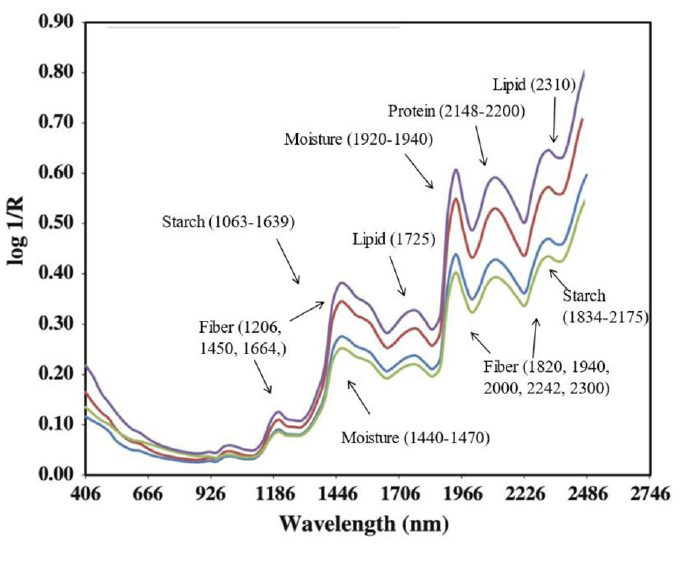 0.90
0.80
0.70
0.60
0.50
0.40
0.30
0.20
0.10
0.00
log 1/R
Lipid (2310)
Protein (2148-2200)
Moisture (1920-1940)
Starch (1063-1639)
Lipid (1725)
Fiber (1206,
1450, 1664,)
Starch
(1834-2175)
Fiber (1820, 1940,
2000, 2242, 2300)
Moisture (1440-1470)
406 666 926 1186 1446 1706 1966 2226 2486 2746
Wavelength (nm)